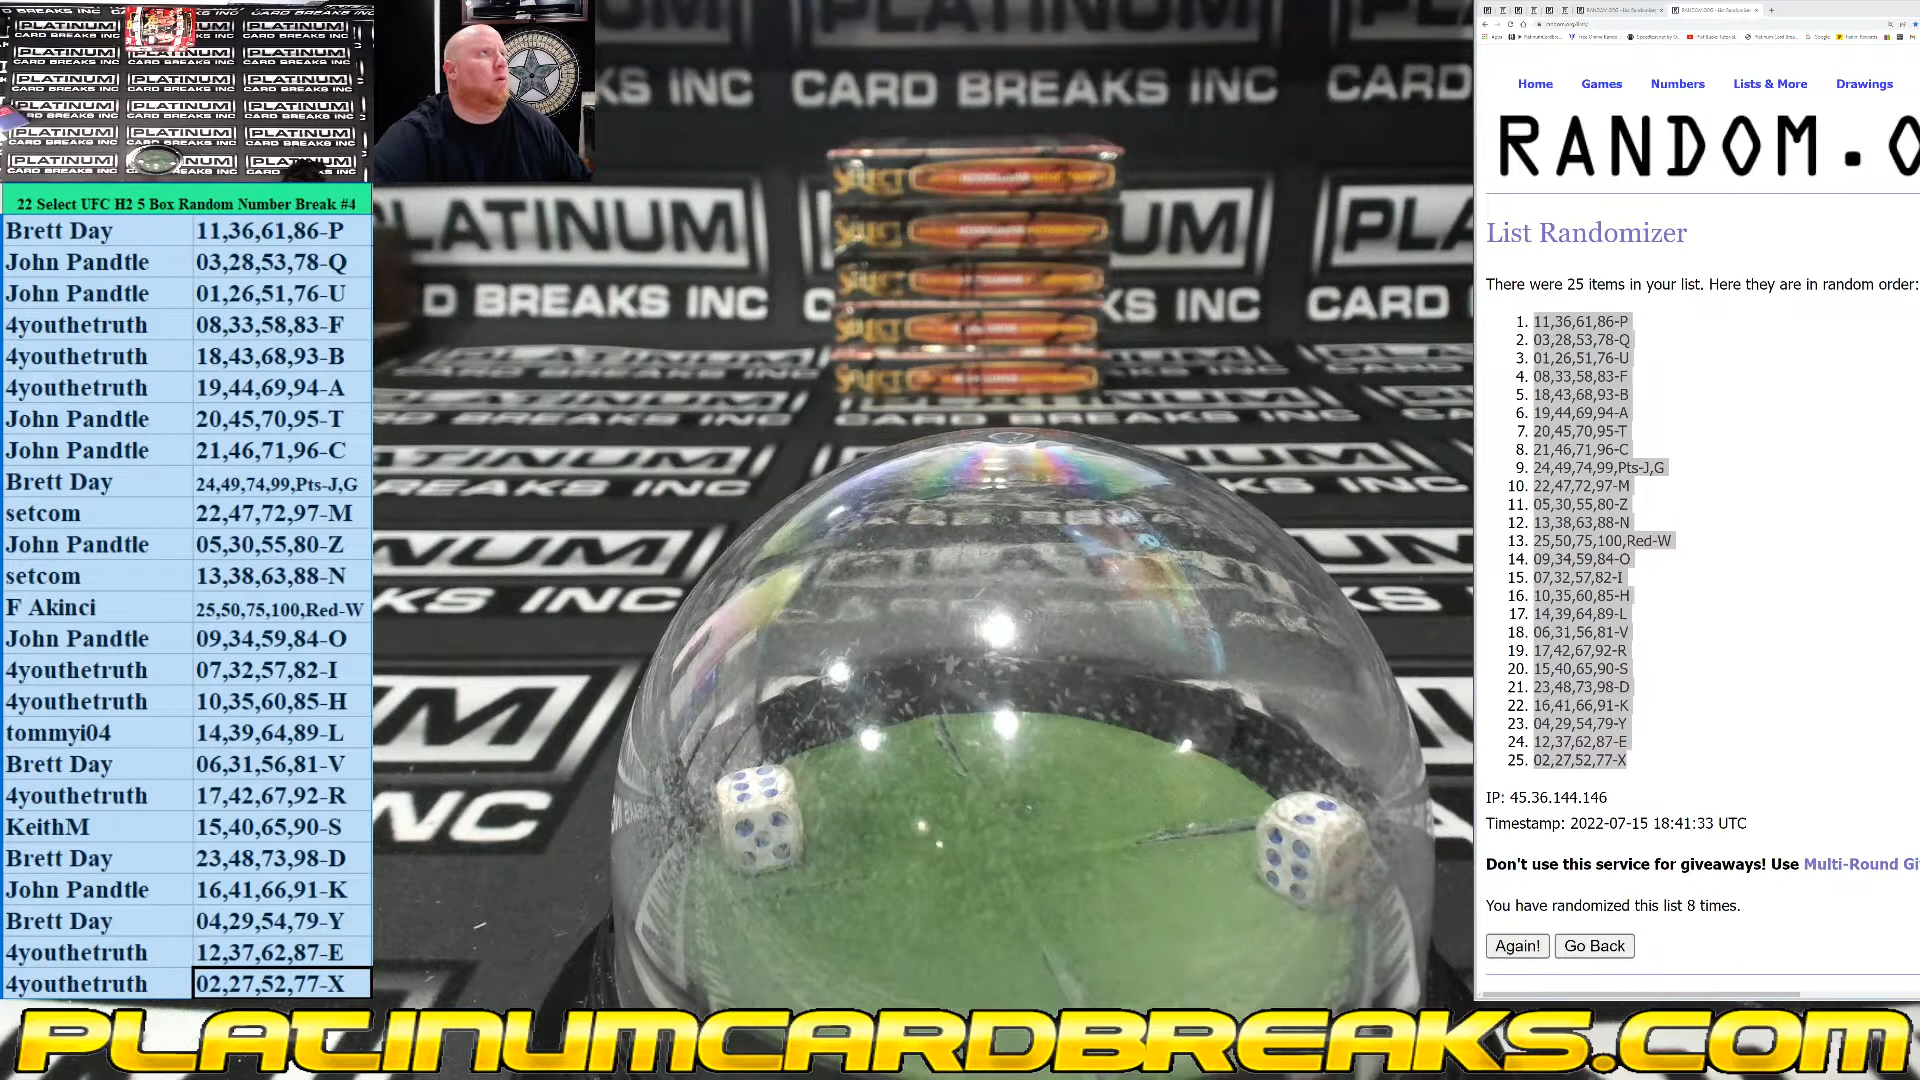 22 Select UFC H2 5 Box Random Number Break #4
Brett Day 11,36,61,86-P
John Pandtle 03,28,53,78-Q
John Pandtle 01,26,51,76-U
4youthetruth 08,33,58,83-F
4youthetruth 18,43,68,93-B
4youthetruth 19,44,69,94-A
John Pandtle 20,45,70,95-T
John Pandtle 21,46,71,96-C
Brett Day 24,49,74,99,Pts-J,G
setcom 22,47,72,97-M
John Pandtle 05,30,55,80-Z
setcom 13,38,63,88-N
F Akinci 25,50,75,100,Red-W
John Pandtle 09,34,59,84-O
4youthetruth 07,32,57,82-I
4youthetruth 10,35,60,85-H
tommyi04 14,39,64,89-L
Brett Day 06,31,56,81-V
4youthetruth 17,42,67,92-R
KeithM 15,40,65,90-S
Brett Day 23,48,73,98-D
John Pandtle 16,41,66,91-K
Brett Day 04,29,54,79-Y
4youthetruth 12,37,62,87-E
4youthetruth 02,27,52,77-X
PLATINUM
CARD BREAKS INC
SELECT
SELECT
SELECT
SELECT
SELECT
Home Games Numbers Lists & More Drawings
RANDOM.O
List Randomizer
There were 25 items in your list. Here they are in random order:
1. 11,36,61,86-P
2. 03,28,53,78-Q
3. 01,26,51,76-U
4. 08,33,58,83-F
5. 18,43,68,93-B
6. 19,44,69,94-A
7. 20,45,70,95-T
8. 21,46,71,96-C
9. 24,49,74,99,Pts-J,G
10. 22,47,72,97-M
11. 05,30,55,80-Z
12. 13,38,63,88-N
13. 25,50,75,100,Red-W
14. 09,34,59,84-O
15. 07,32,57,82-I
16. 10,35,60,85-H
17. 14,39,64,89-L
18. 06,31,56,81-V
19. 17,42,67,92-R
20. 15,40,65,90-S
21. 23,48,73,98-D
22. 16,41,66,91-K
23. 04,29,54,79-Y
24. 12,37,62,87-E
25. 02,27,52,77-X
IP: 45.36.144.146
Timestamp: 2022-07-15 18:41:33 UTC
Don't use this service for giveaways! Use Multi-Round Gi
You have randomized this list 8 times.
Again! Go Back
PLATINUMCARDBREAKS.COM